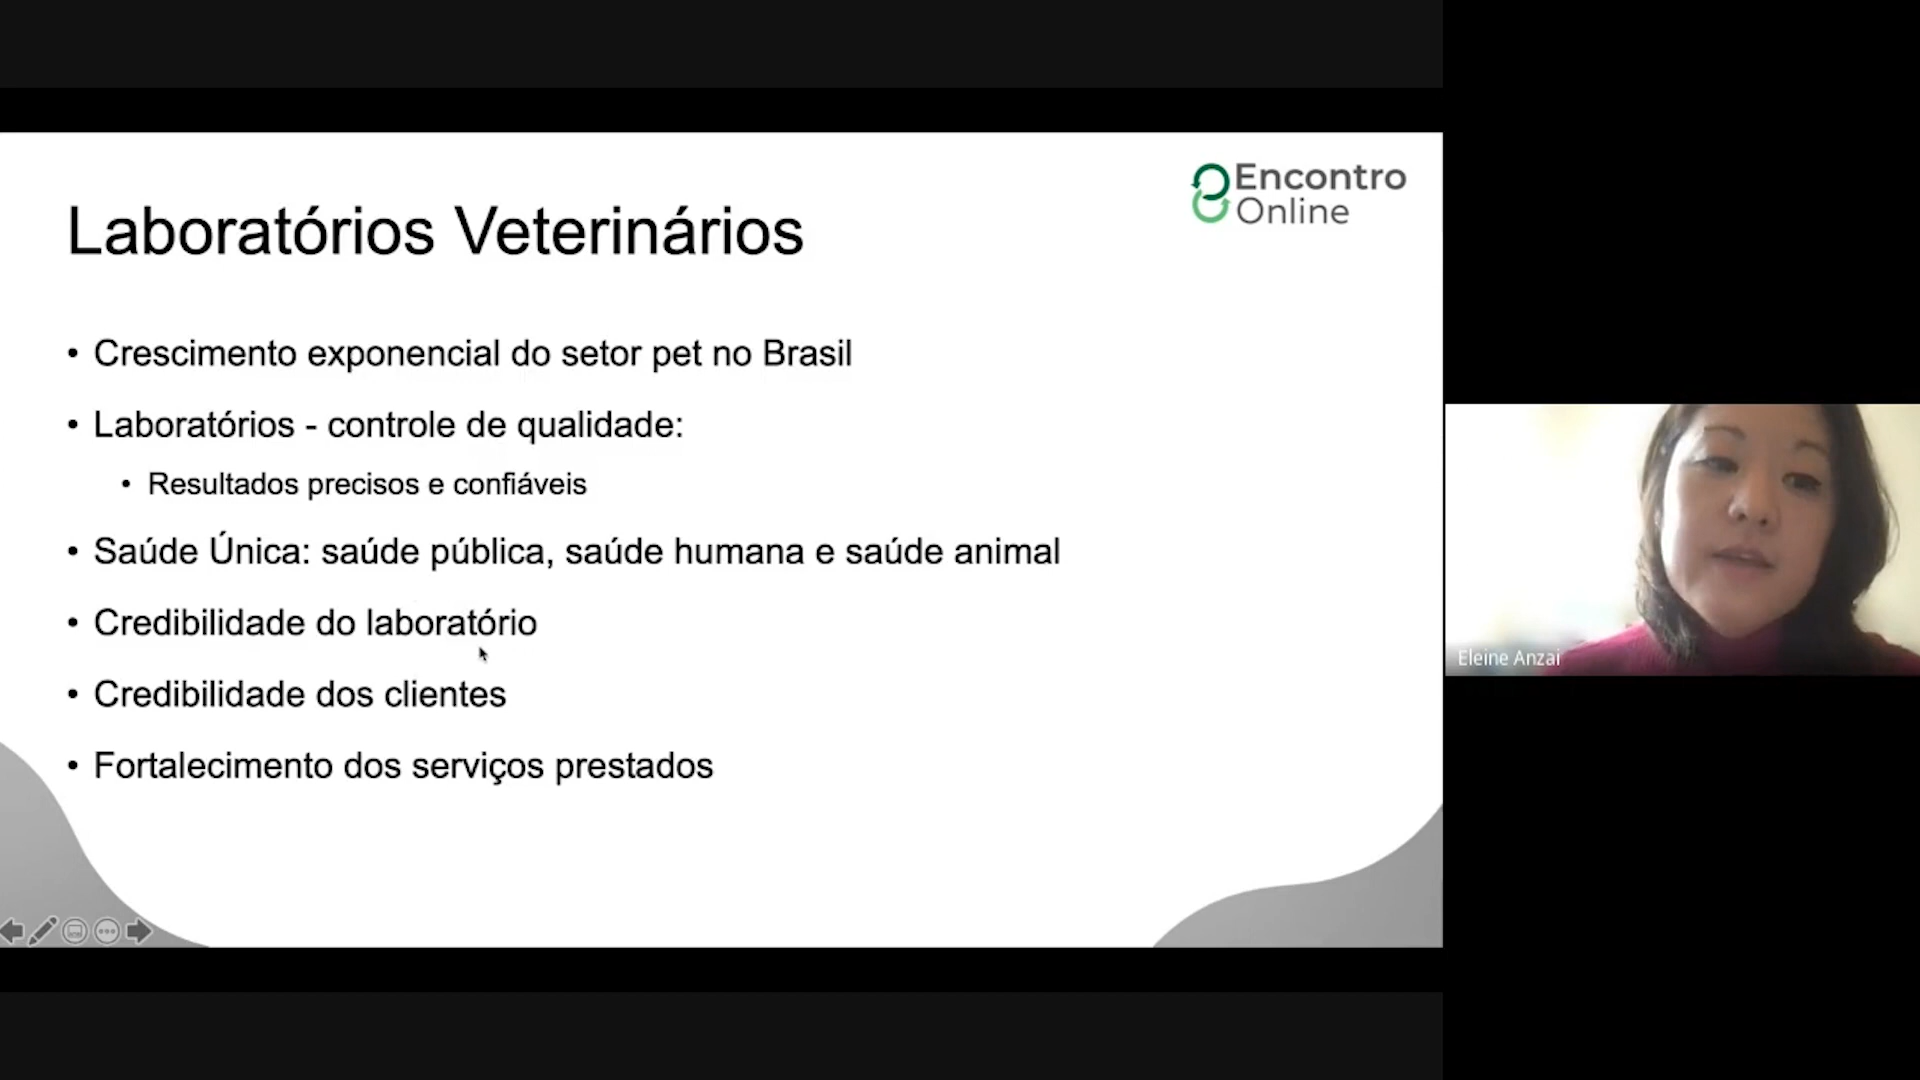 Encontro
Online
Laboratórios Veterinários
• Crescimento exponencial do setor pet no Brasil
• Laboratórios - controle de qualidade:
• Resultados precisos e confiáveis
• Saúde Única: saúde pública, saúde humana e saúde animal
• Credibilidade do laboratório
• Credibilidade dos clientes
• Fortalecimento dos serviços prestados
Eleine Anzai